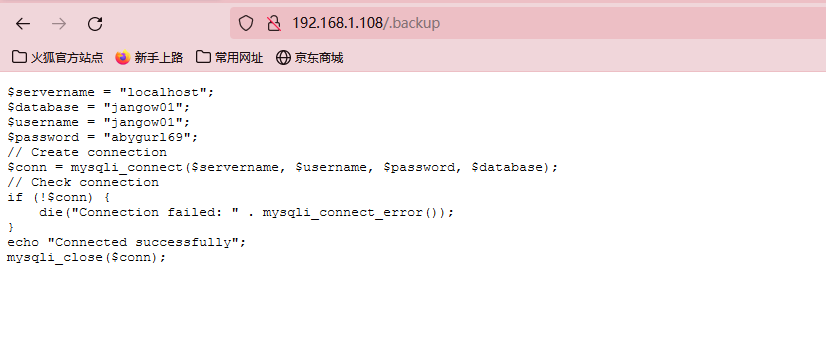 192.168.1.108/.backup
火狐官方站点 新手上路 常用网址 京东商城
$servername = "localhost";
$database = "jangow01";
$username = "jangow01";
$password = "abygurl69";
// Create connection
$conn = mysqli_connect($servername, $username, $password, $database);
// Check connection
if (!$conn) {
    die("Connection failed: " . mysqli_connect_error());
}
echo "Connected successfully";
mysqli_close($conn);